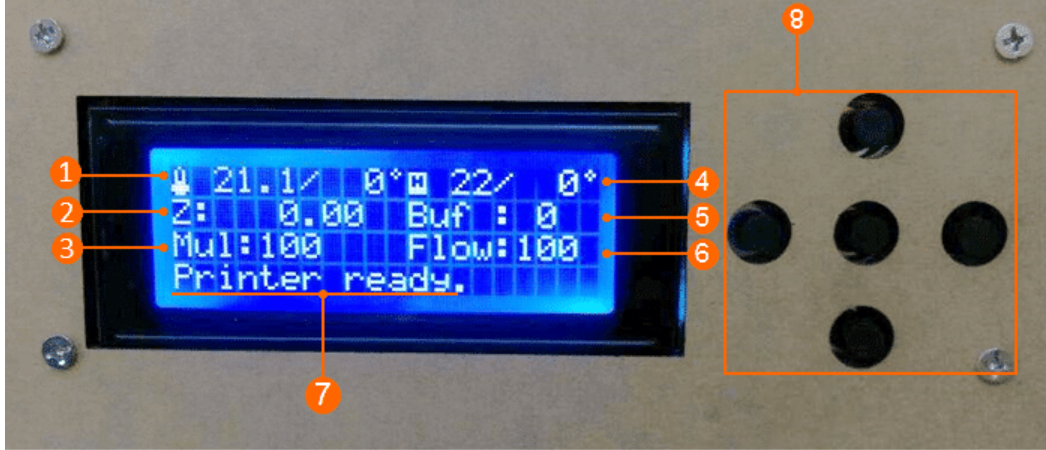 8
1 21.1/ 0° 22/ 0° 4
2 Z: 0.00 Buf : 0 5
3 Mul:100 Flow:100 6
Printer ready.
7